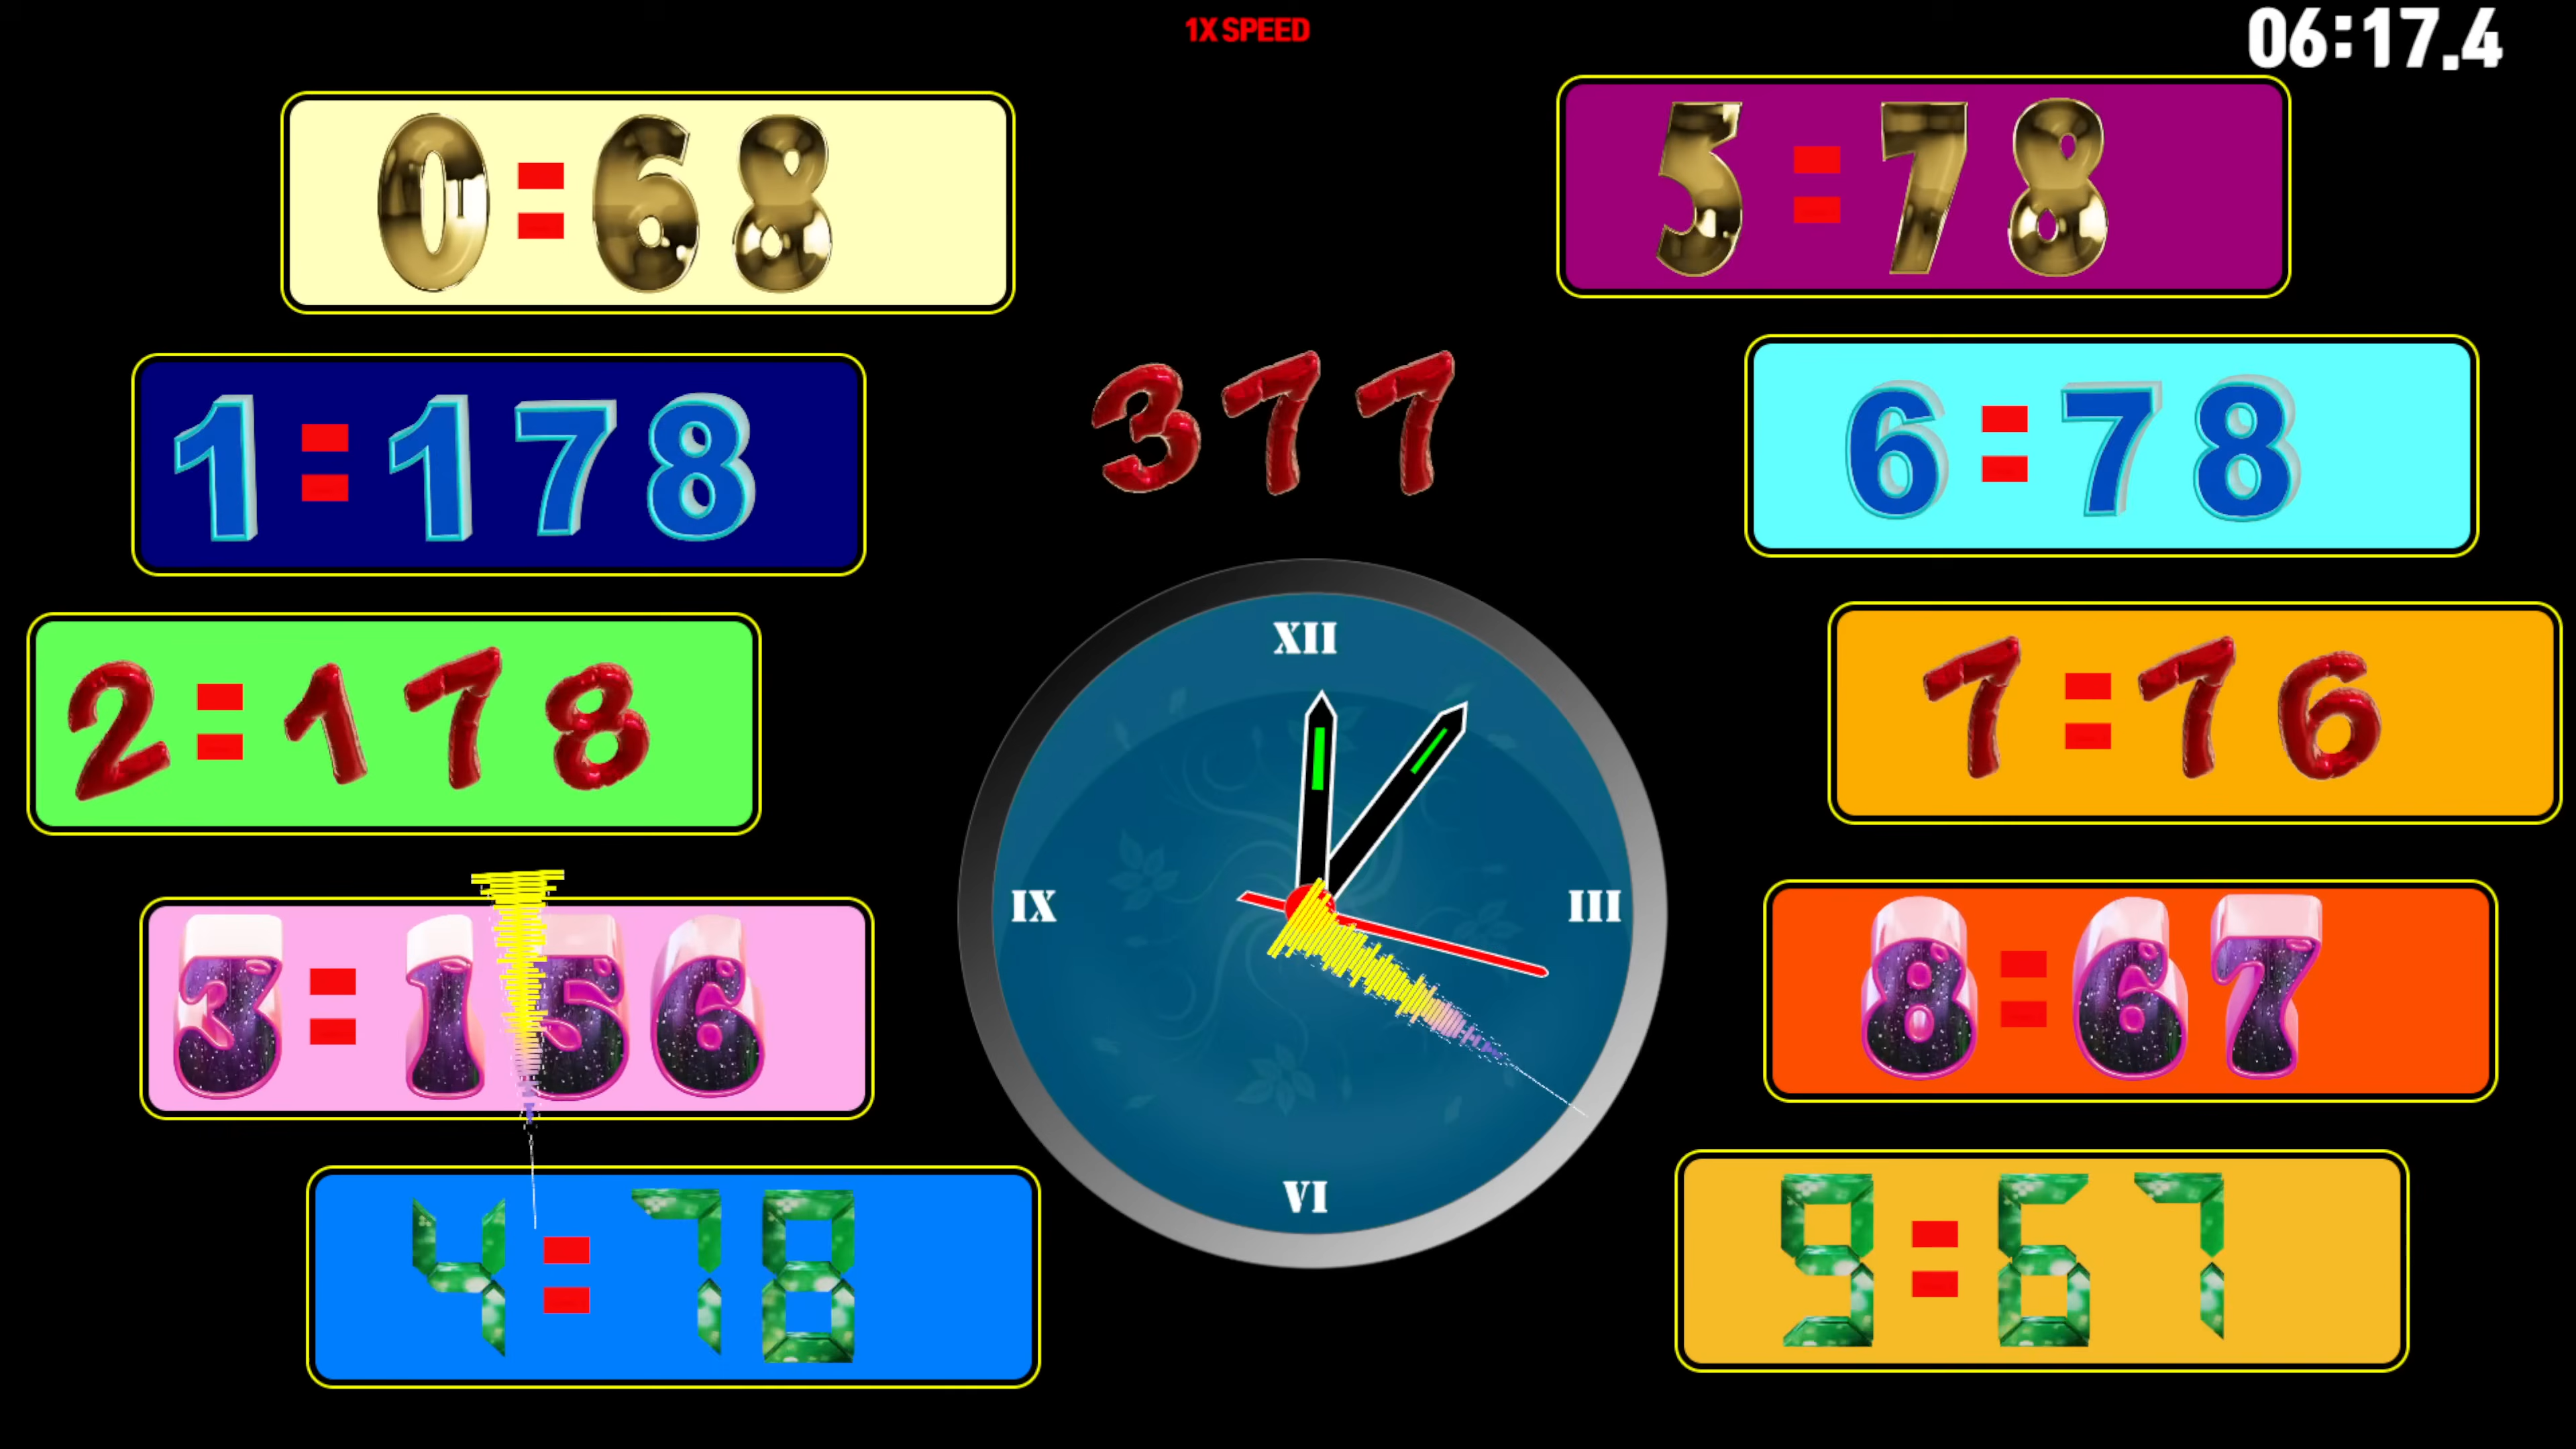 1X SPEED
06:17.4
0=68
5=78
1=178
377
6=78
2=178
XII
7=76
IX
III
3=156
8=67
VI
4=78
9=67